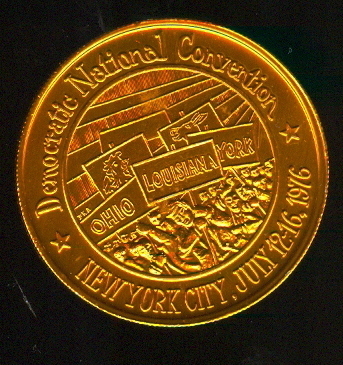 Democratic National Convention
YORK
LOUISIANA
OHIO
NEW YORK CITY, JULY 12-16, 1976